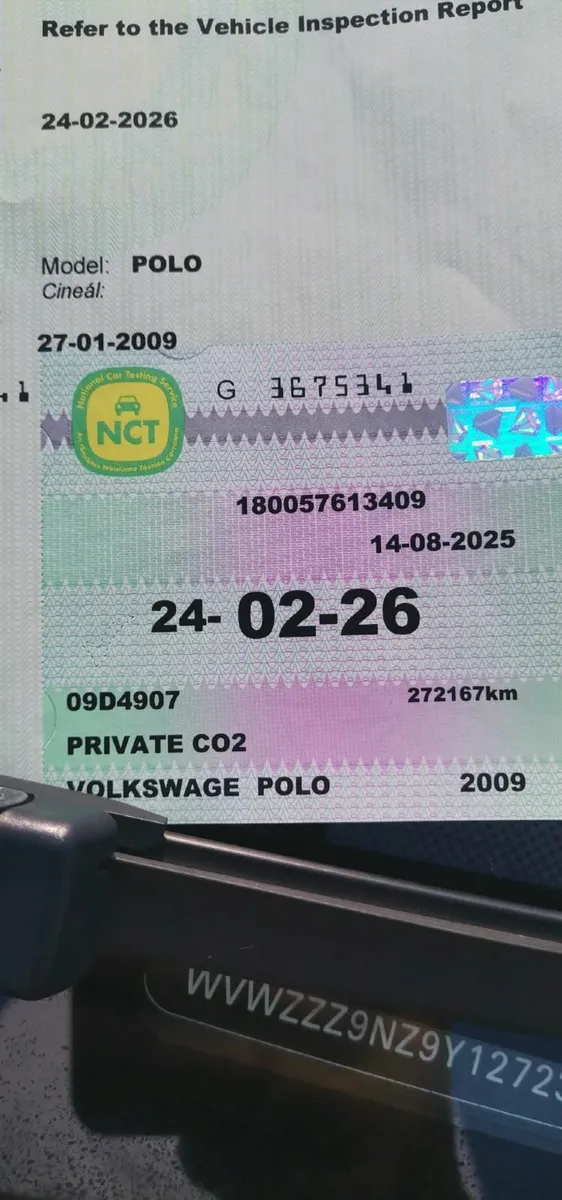 Refer to the Vehicle Inspection Report
24-02-2026
Model: POLO
Cineál:
27-01-2009
National Car Testing Service
NCT
G 3675341
180057613409
14-08-2025
24- 02-26
09D4907 272167km
PRIVATE CO2
VOLKSWAGE POLO 2009
WVWZZZ9NZ9Y1272